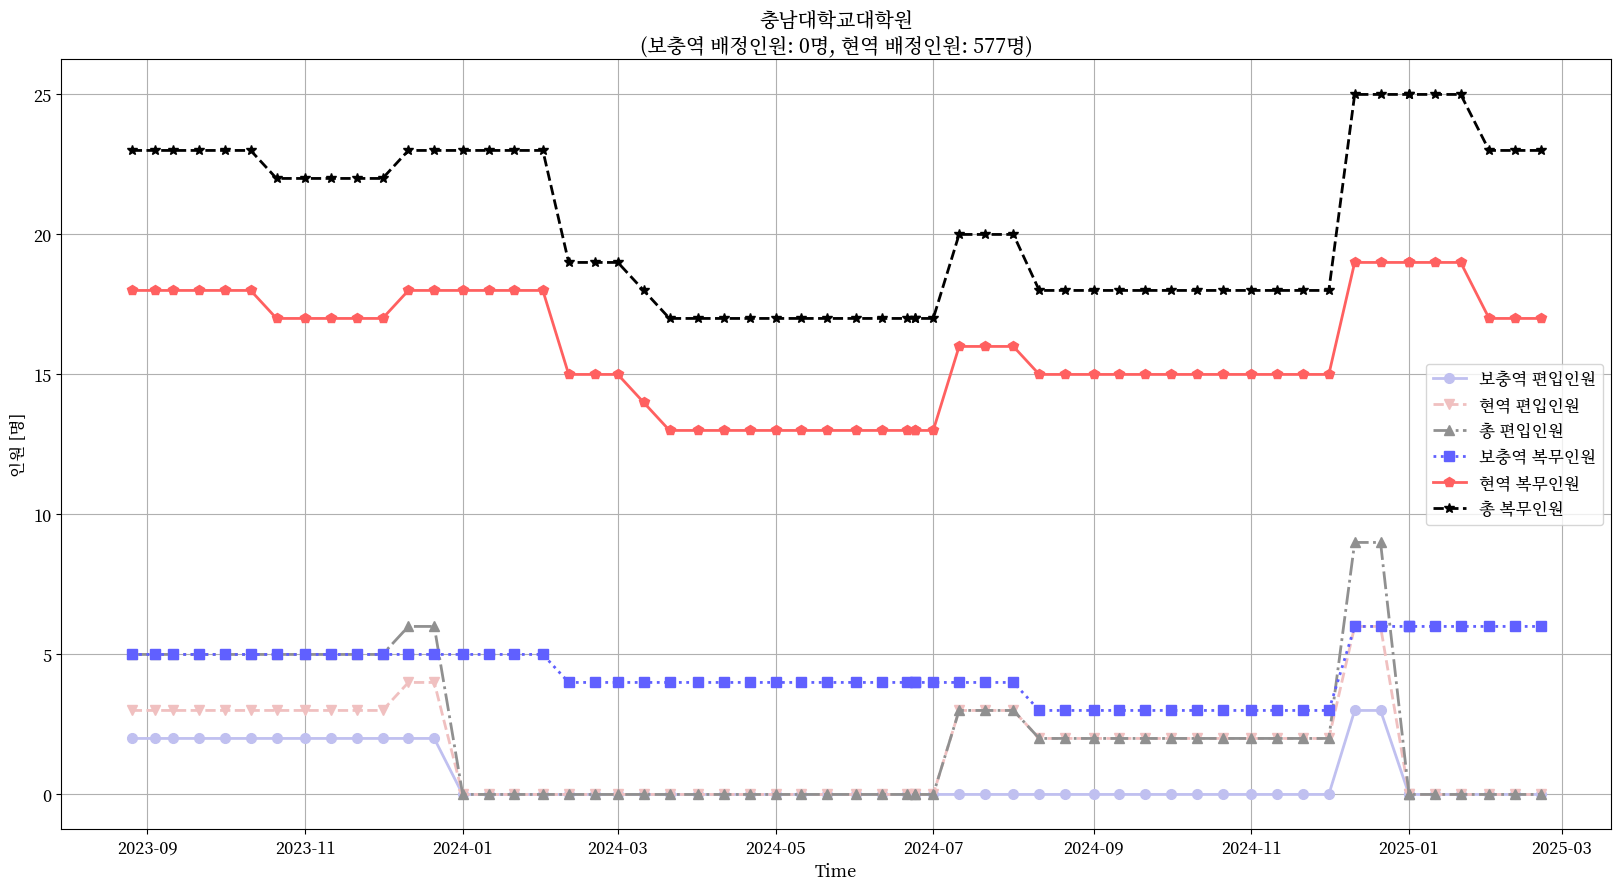 충남대학교대학원
(보충역 배정인원: 0명, 현역 배정인원: 577명)
25
20
15
10
5
0
인원 [명]
보충역 편입인원
현역 편입인원
총 편입인원
보충역 복무인원
현역 복무인원
총 복무인원
2023-09 2023-11 2024-01 2024-03 2024-05 2024-07 2024-09 2024-11 2025-01 2025-03
Time